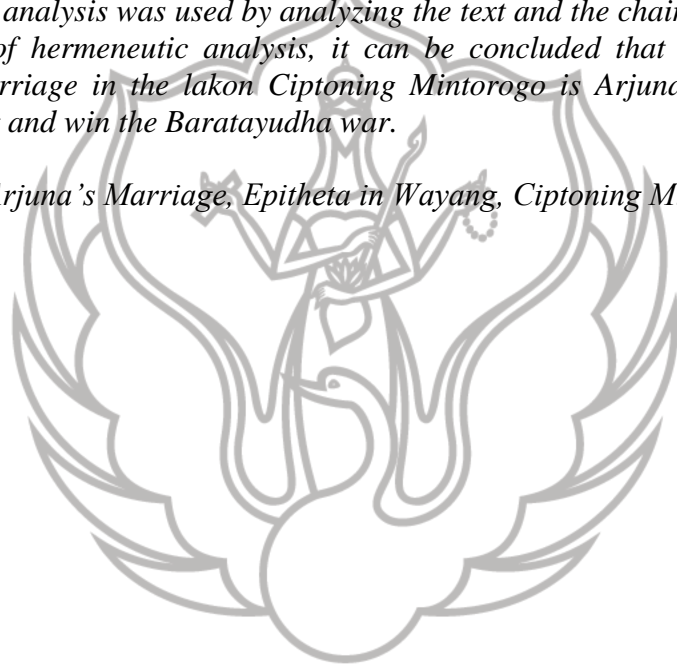 analysis was used by analyzing the text and the chain
of hermeneutic analysis, it can be concluded that
rriage in the lakon Ciptoning Mintorogo is Arjuna
and win the Baratayudha war.
Arjuna's Marriage, Epitheta in Wayang, Ciptoning M